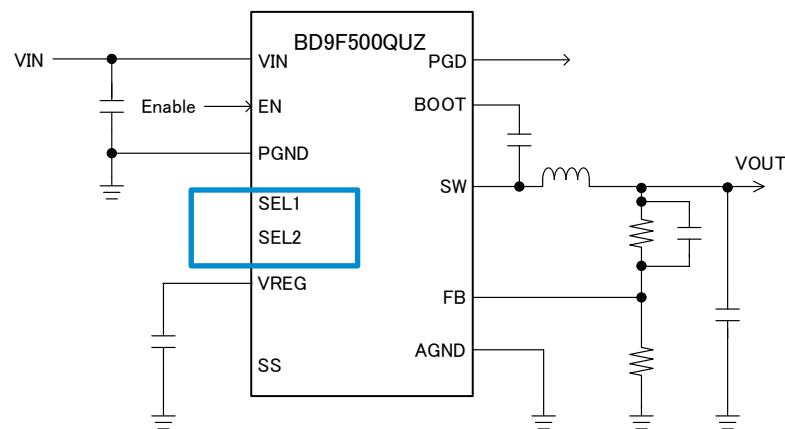 BD9F500QUZ
VIN
VIN
PGD
Enable
EN
BOOT
PGND
VOUT
SW
SEL1
SEL2
VREG
FB
AGND
SS